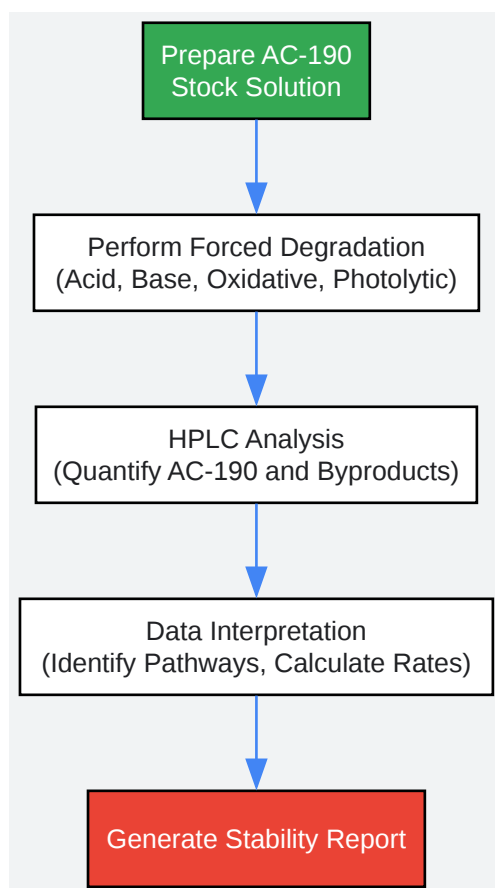 Prepare AC-190
Stock Solution
Perform Forced Degradation
(Acid, Base, Oxidative, Photolytic)
HPLC Analysis
(Quantify AC-190 and Byproducts)
Data Interpretation
(Identify Pathways, Calculate Rates)
Generate Stability Report